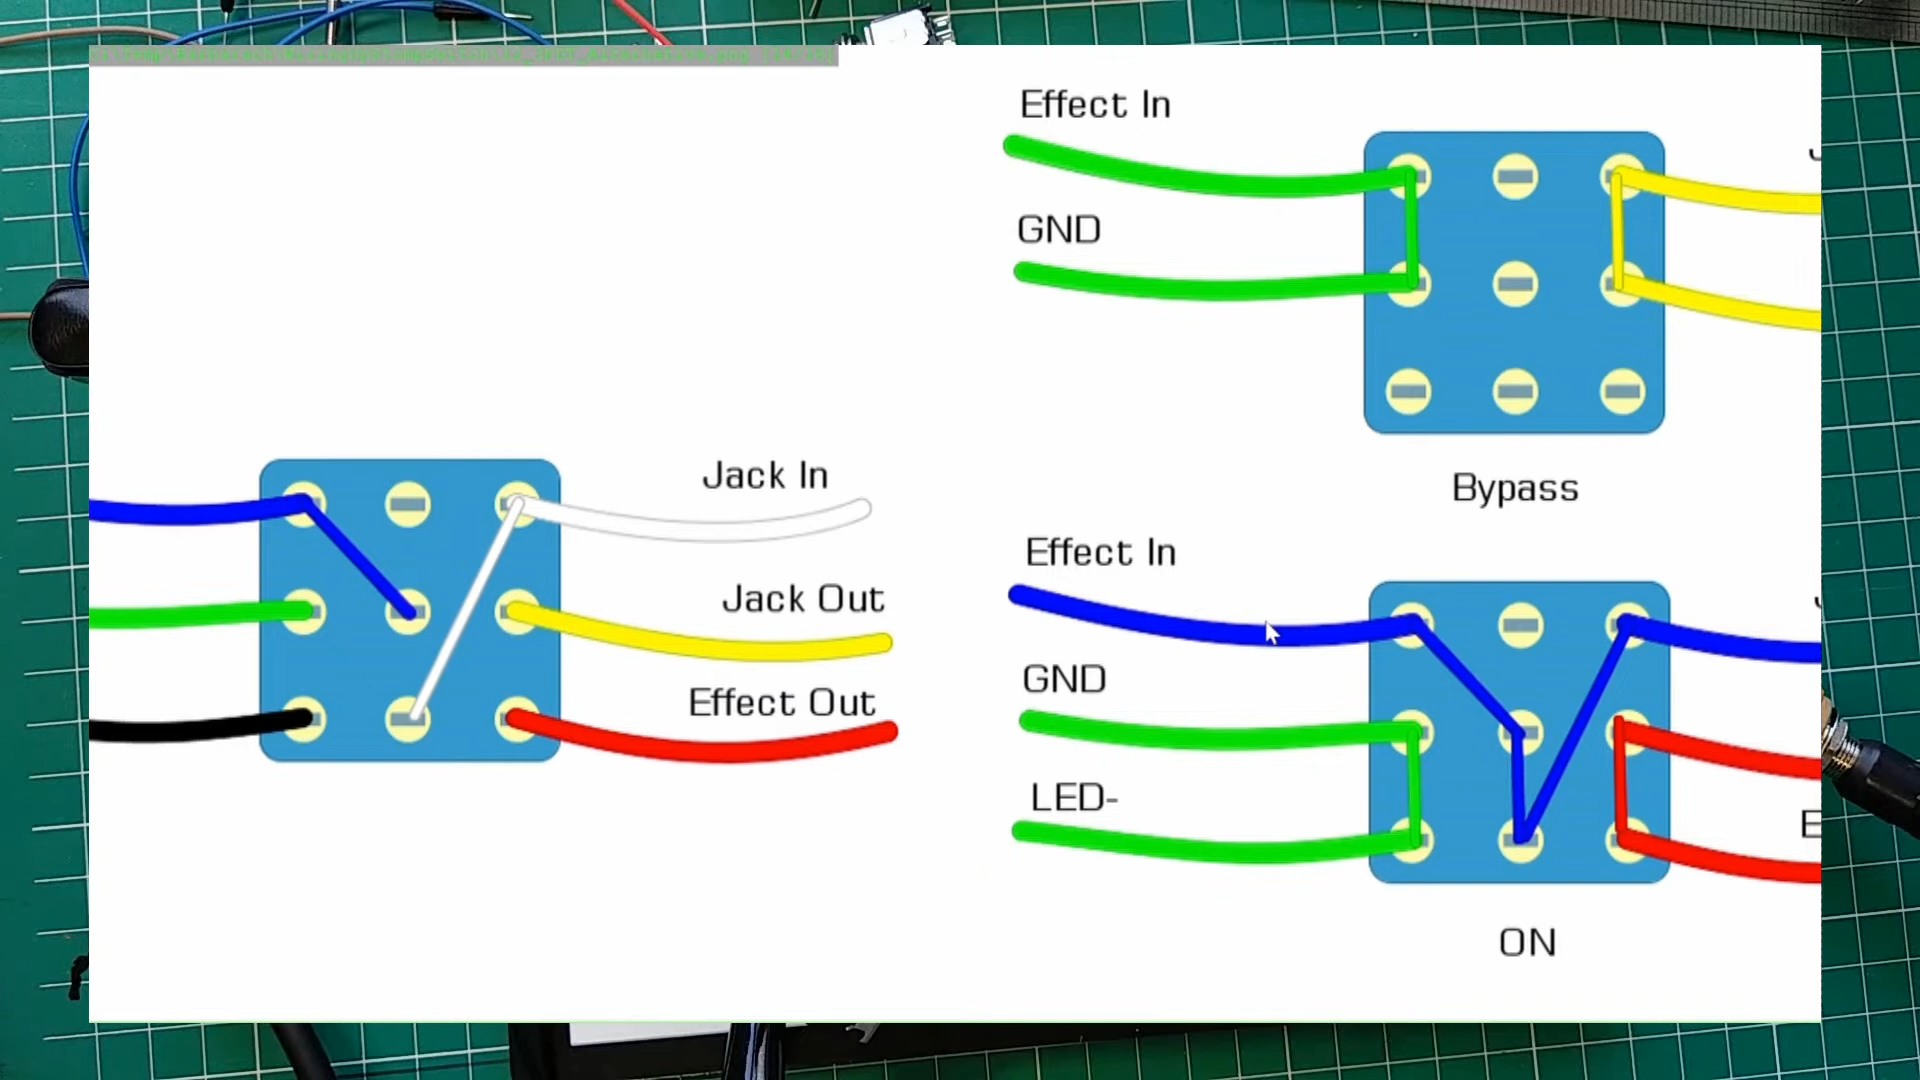 Effect In
GND
Bypass
Jack In
Jack Out
Effect Out
Effect In
GND
LED-
ON